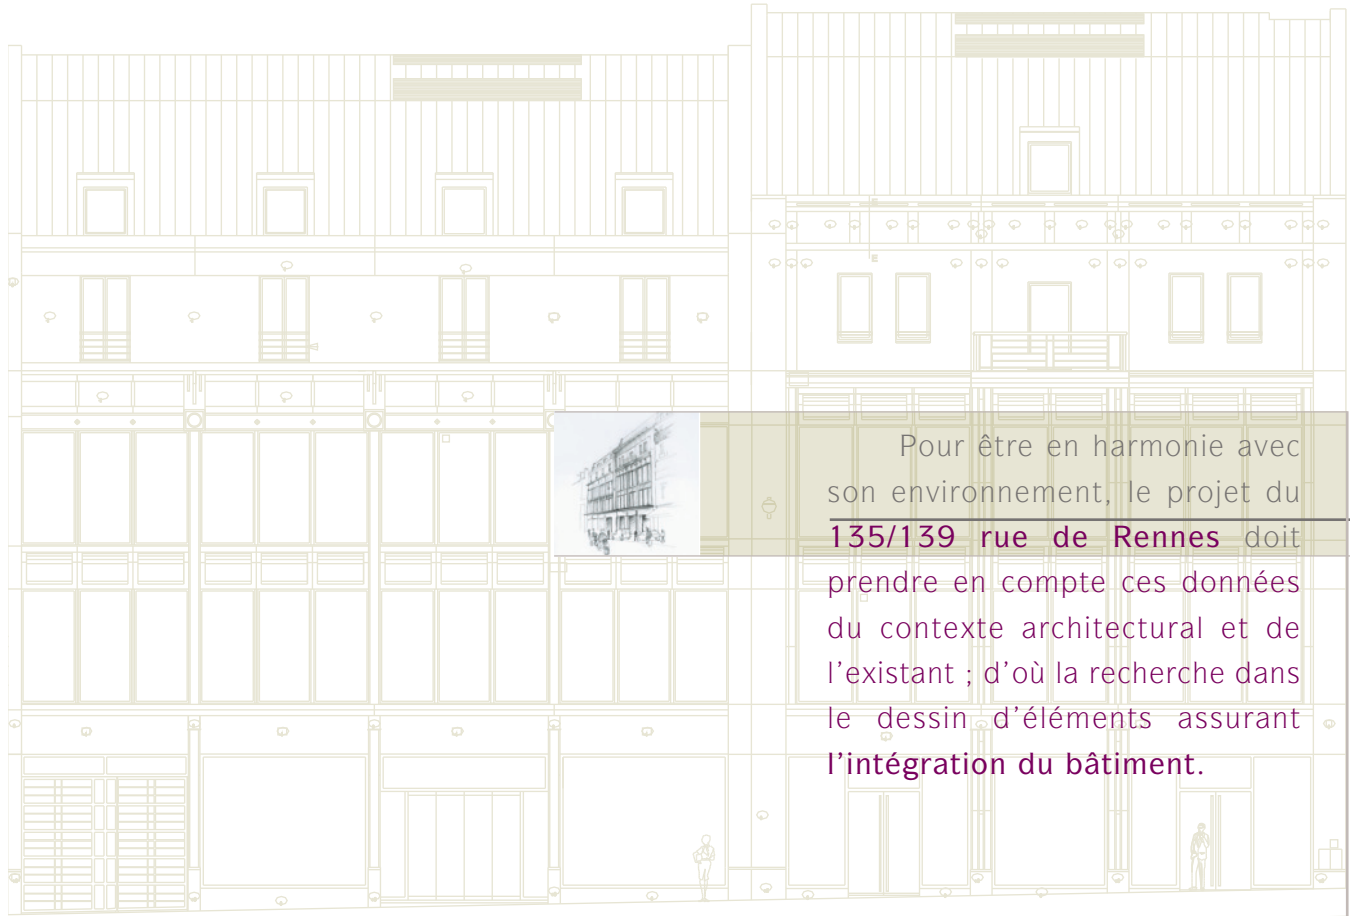 Pour être en harmonie avec
son environnement, le projet du
135/139 rue de Rennes doit
prendre en compte ces données
du contexte architectural et de
l’existant ; d’où la recherche dans
le dessin d’éléments assurant
l’intégration du bâtiment.